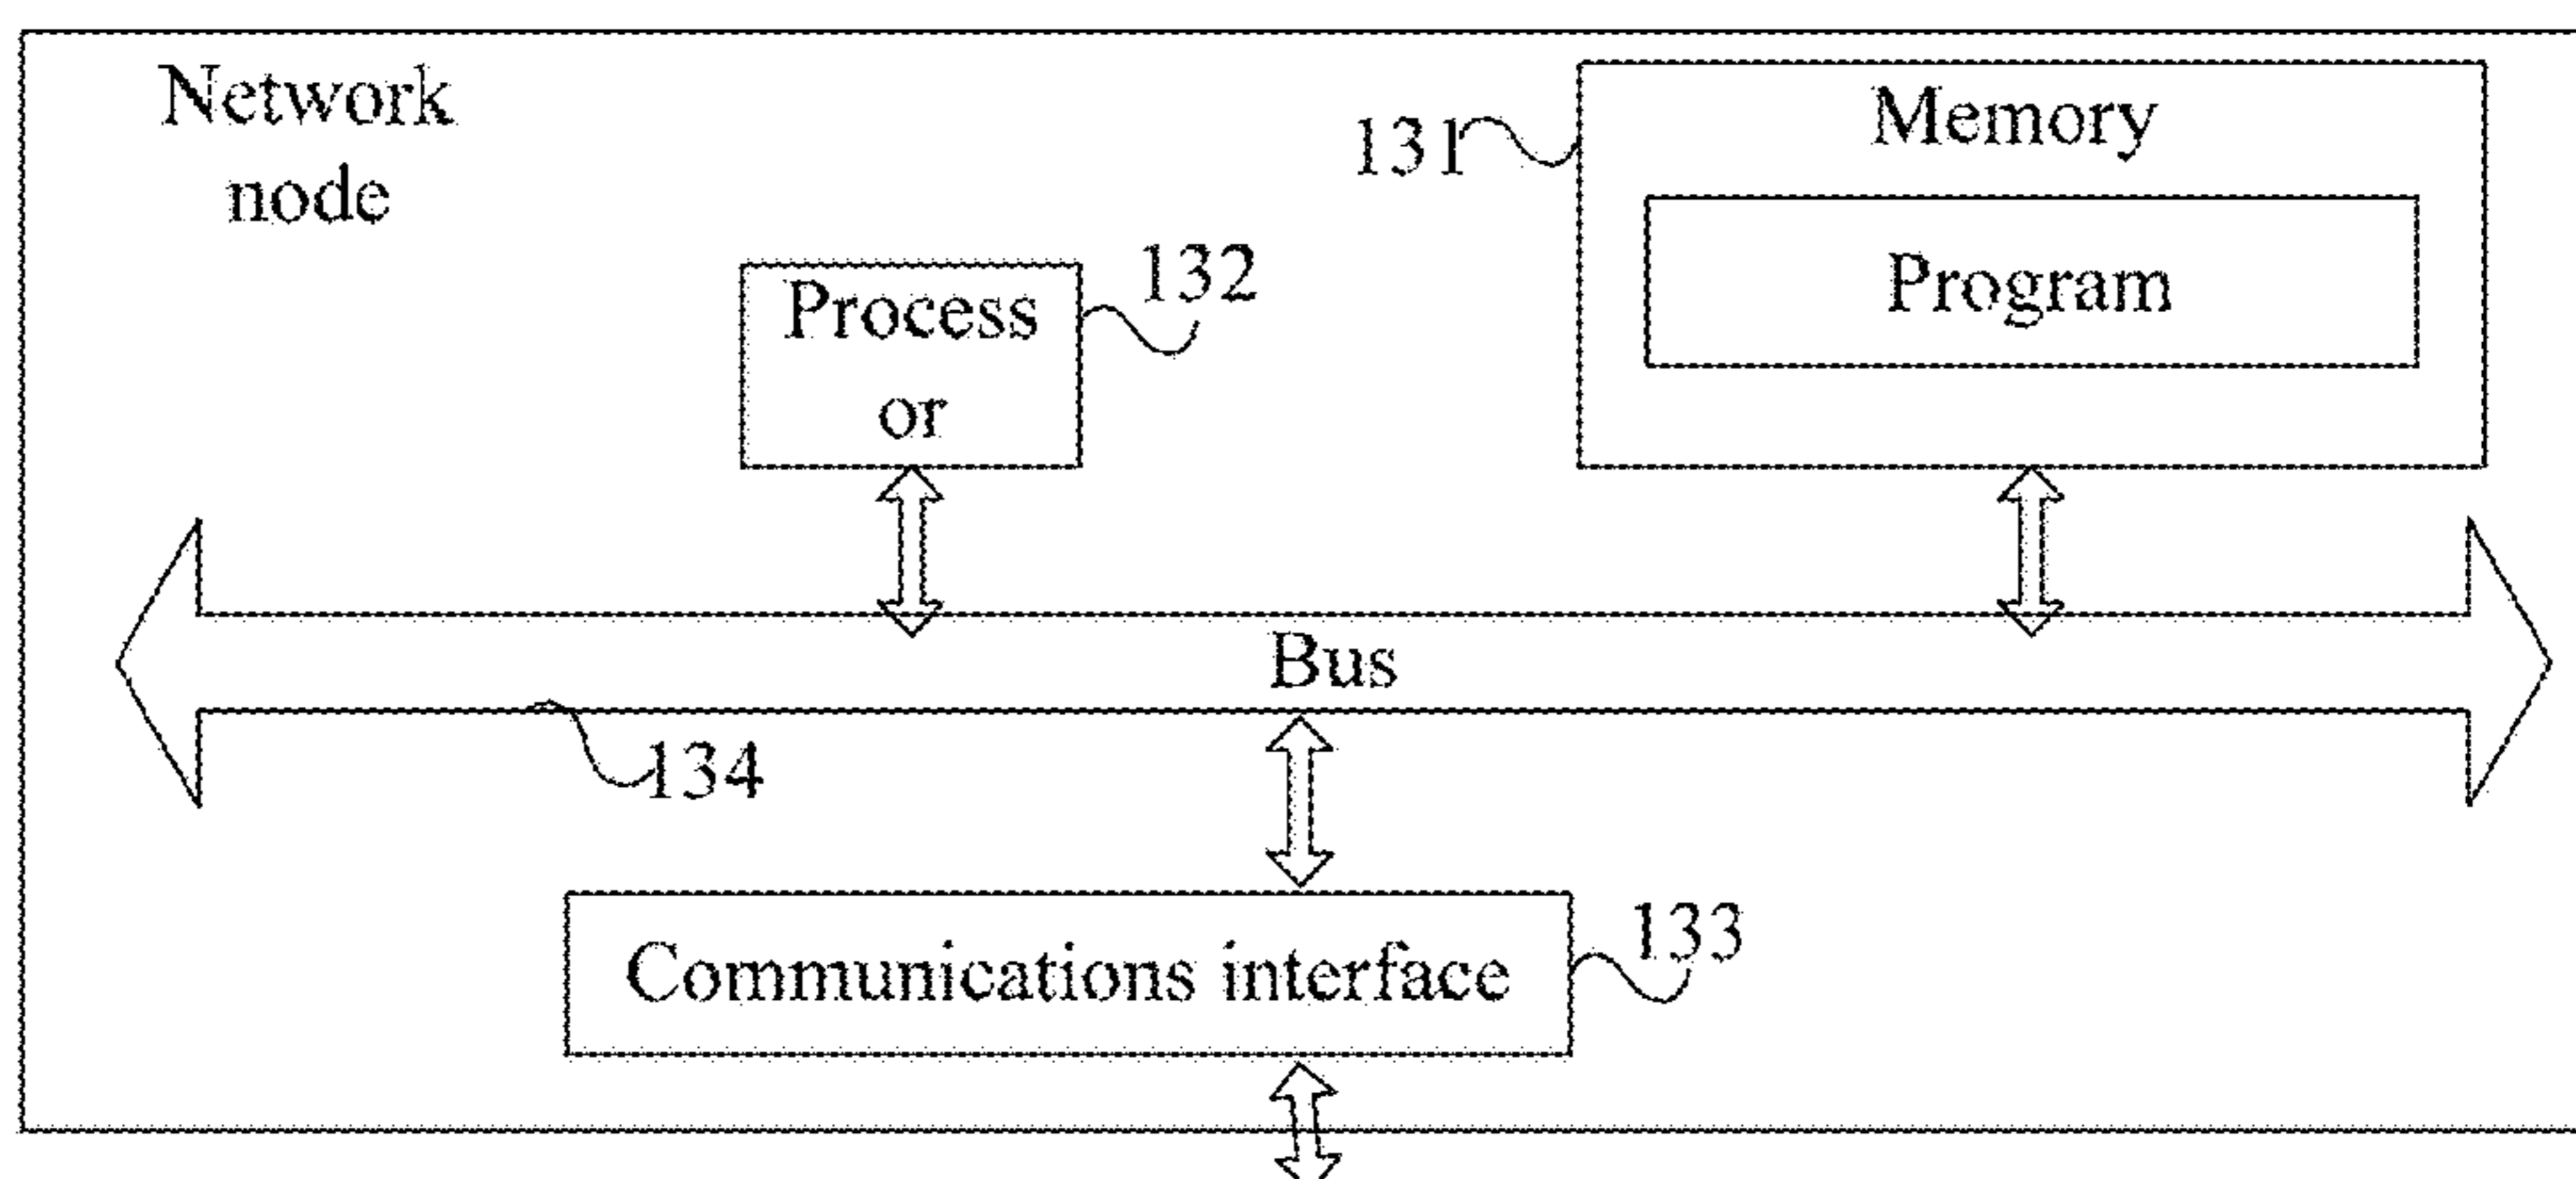 Network
node
131
Memory
Program
132
Process
or
Bus
134
Communications interface
133